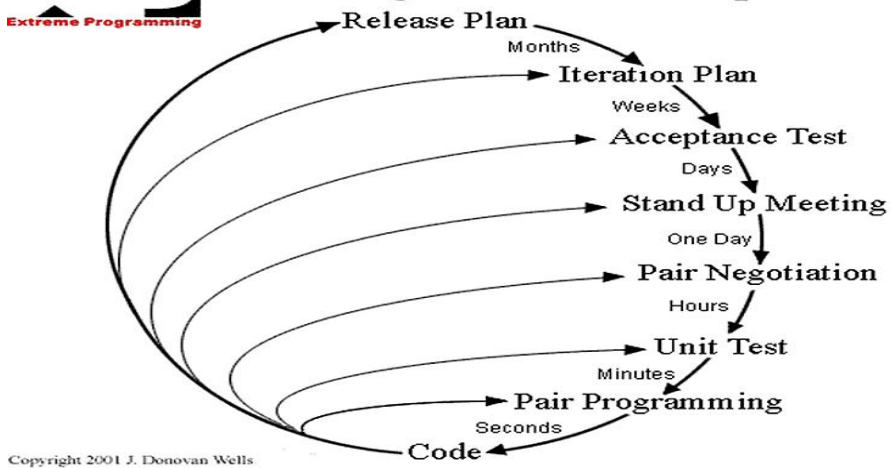 Extreme Programming
Release Plan
Months
Iteration Plan
Weeks
Acceptance Test
Days
Stand Up Meeting
One Day
Pair Negotiation
Hours
Unit Test
Minutes
Pair Programming
Seconds
Code
Copyright 2001 J. Donovan Wells